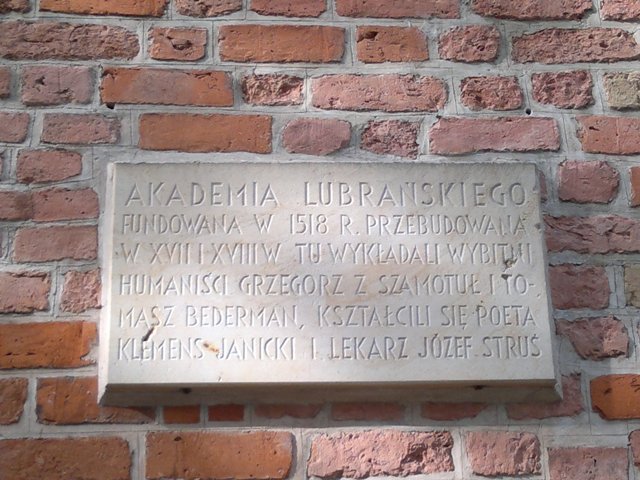 AKADEMIA LUBRAŃSKIEGO
FUNDOWANA W 1518 R. PRZEBUDOWANA
W XVII I XVIII W TU WYKŁADALI WYBITNI
HUMANIŚCI GRZEGORZ Z SZAMOTUŁ I TO-
MASZ BEDERMAN, KSZTAŁCILI SIĘ POETA
KLEMENS JANICKI I LEKARZ JÓZEF STRUŚ